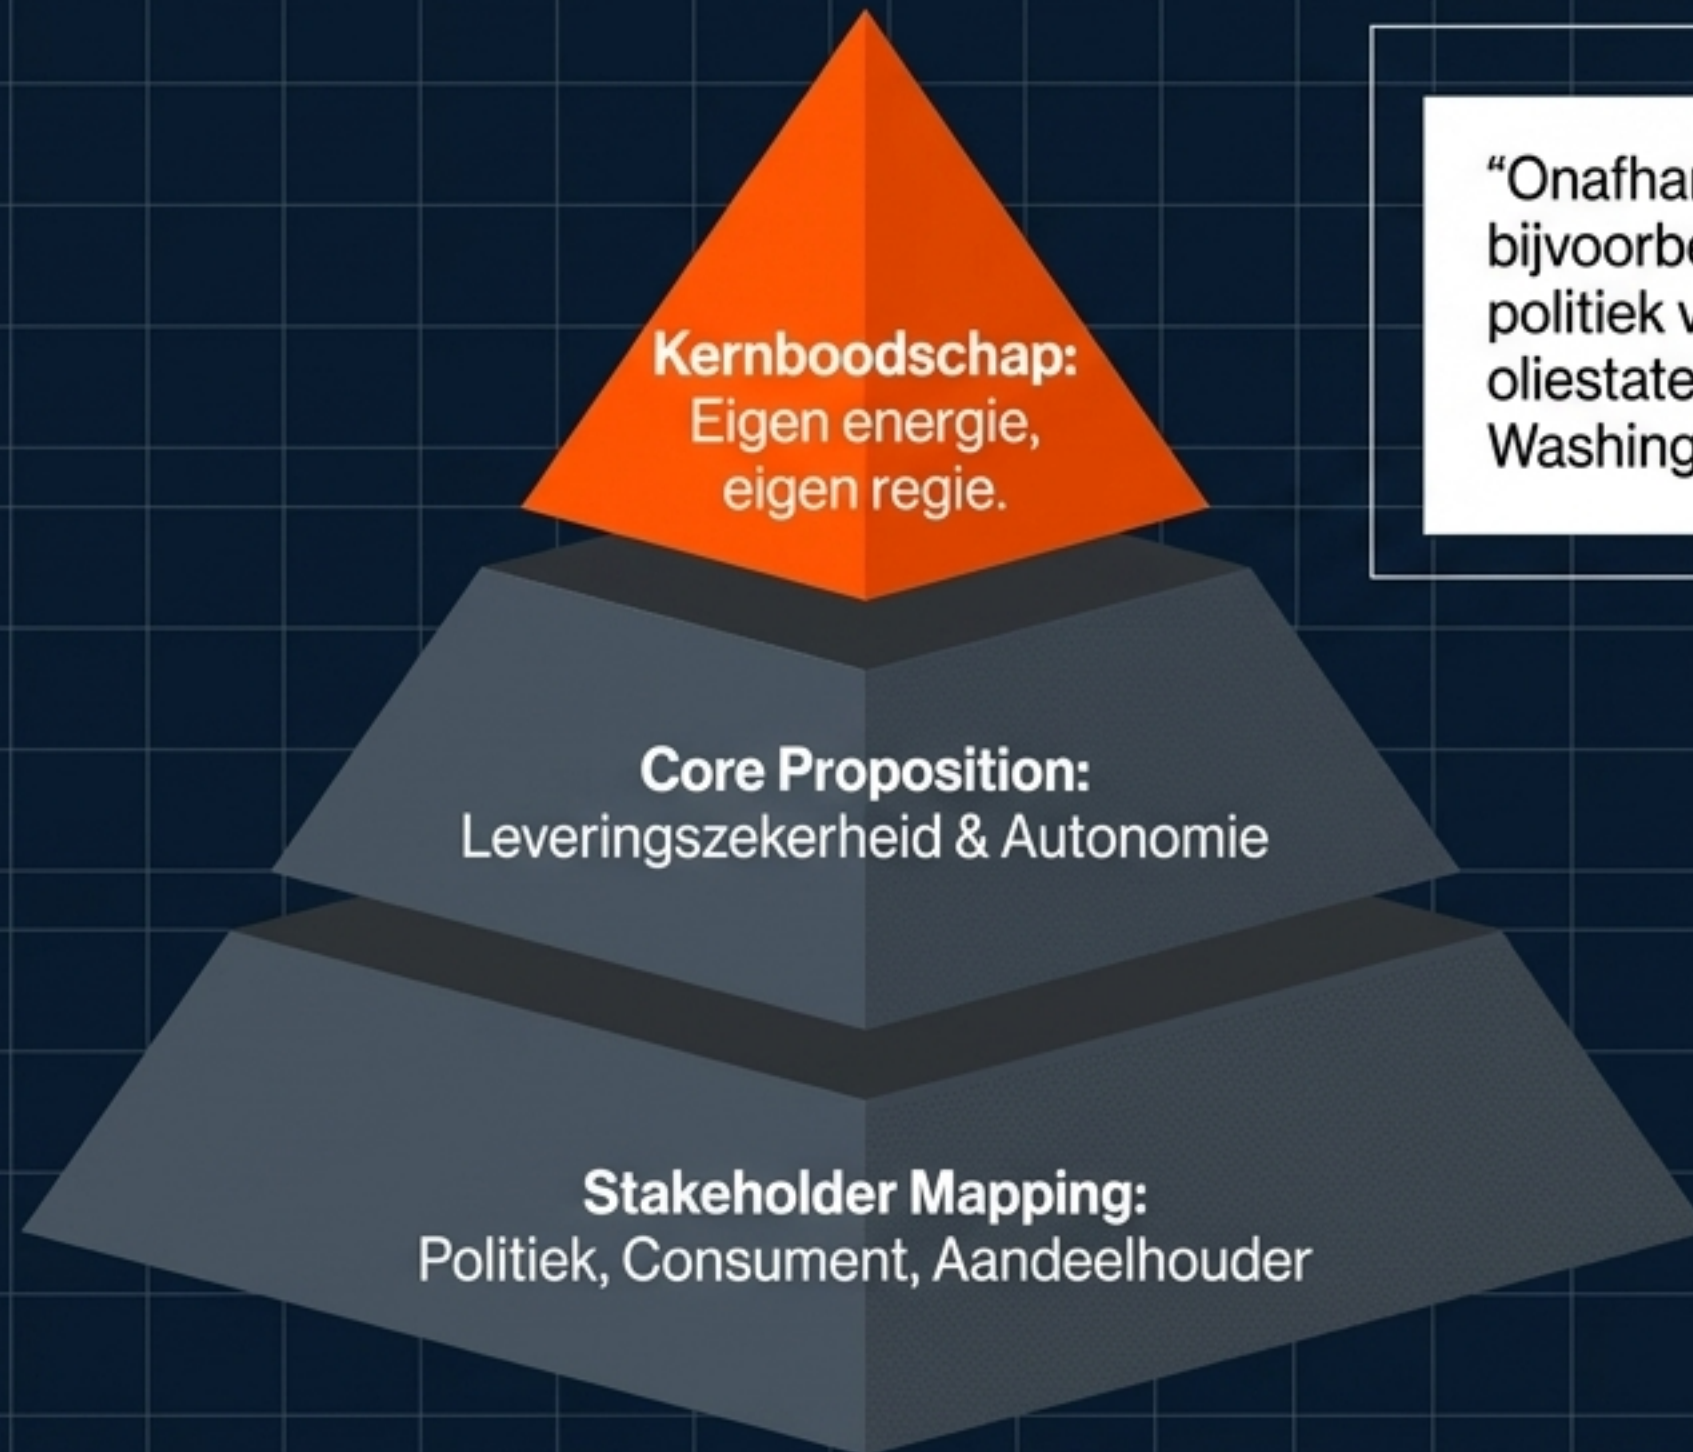 Kernboodschap:
Eigen energie,
eigen regie.
Core Proposition:
Leveringszekerheid & Autonomie
Stakeholder Mapping:
Politiek, Consument, Aandeelhouder
politiek